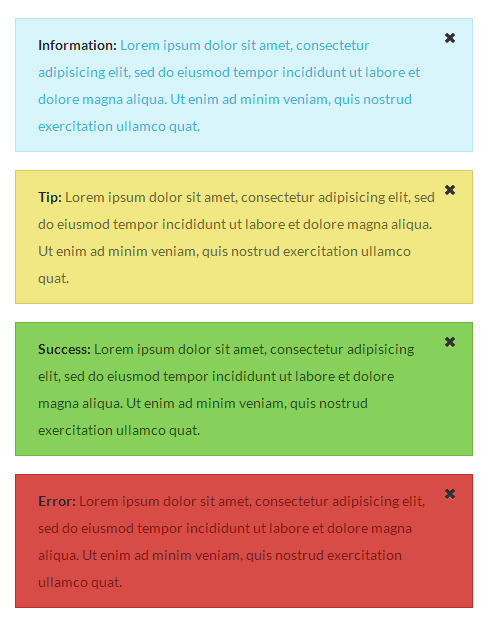 Information: Lorem ipsum dolor sit amet, consectetur
adipisicing elit, sed do eiusmod tempor incididunt ut labore et
dolore magna aliqua. Ut enim ad minim veniam, quis nostrud
exercitation ullamco quat.
Tip: Lorem ipsum dolor sit amet, consectetur adipisicing elit, sed
do eiusmod tempor incididunt ut labore et dolore magna aliqua.
Ut enim ad minim veniam, quis nostrud exercitation ullamco
quat.
Success: Lorem ipsum dolor sit amet, consectetur adipisicing
elit, sed do eiusmod tempor incididunt ut labore et dolore
magna aliqua. Ut enim ad minim veniam, quis nostrud
exercitation ullamco quat.
Error: Lorem ipsum dolor sit amet, consectetur adipisicing elit,
sed do eiusmod tempor incididunt ut labore et dolore magna
aliqua. Ut enim ad minim veniam, quis nostrud exercitation
ullamco quat.